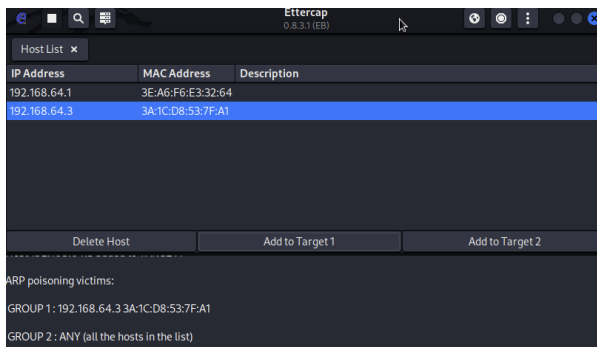 Ettercap
0.8.3.1 (EB)
Host List ×
IP Address MAC Address Description
192.168.64.1 3E:A6:F6:E3:32:64
192.168.64.3 3A:1C:D8:53:7F:A1
Delete Host Add to Target 1 Add to Target 2
ARP poisoning victims:
GROUP 1 : 192.168.64.3 3A:1C:D8:53:7F:A1
GROUP 2 : ANY (all the hosts in the list)